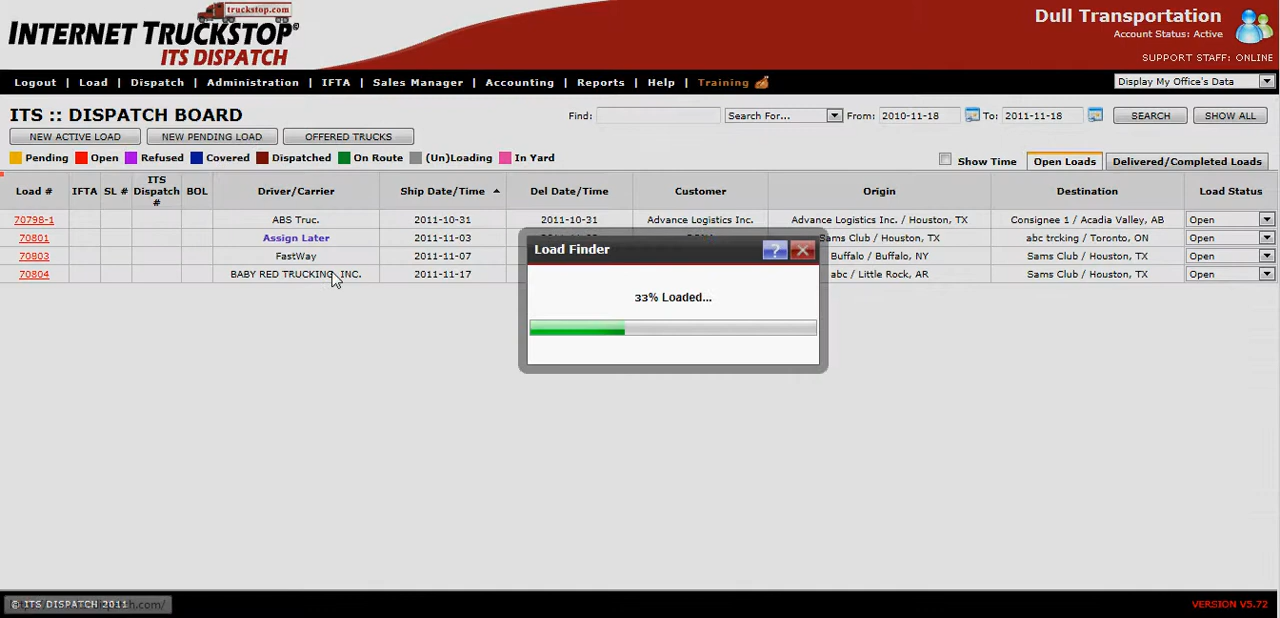 truckstop.com
INTERNET TRUCKSTOP®
ITS DISPATCH
Dull Transportation
Account Status: Active
SUPPORT STAFF: ONLINE
Logout | Load | Dispatch | Administration | IFTA | Sales Manager | Accounting | Reports | Help | Training
Display My Office's Data
ITS :: DISPATCH BOARD
Find: Search For... From: 2010-11-18 To: 2011-11-18 SEARCH SHOW ALL
NEW ACTIVE LOAD NEW PENDING LOAD OFFERED TRUCKS
Pending Open Refused Covered Dispatched On Route (Un)Loading In Yard
Show Time Open Loads Delivered/Completed Loads
Load # IFTA SL # ITS Dispatch # BOL Driver/Carrier Ship Date/Time Del Date/Time Customer Origin Destination Load Status
70798-1 ABS Truc. 2011-10-31 2011-10-31 Advance Logistics Inc. Advance Logistics Inc. / Houston, TX Consignee 1 / Acadia Valley, AB Open
70801 Assign Later 2011-11-03 Sams Club / Houston, TX abc trcking / Toronto, ON Open
70803 FastWay 2011-11-07 Buffalo / Buffalo, NY Sams Club / Houston, TX Open
70804 BABY RED TRUCKING, INC. 2011-11-17 abc / Little Rock, AR Sams Club / Houston, TX Open
Load Finder ?
33% Loaded...
© ITS DISPATCH 2011
VERSION V5.72